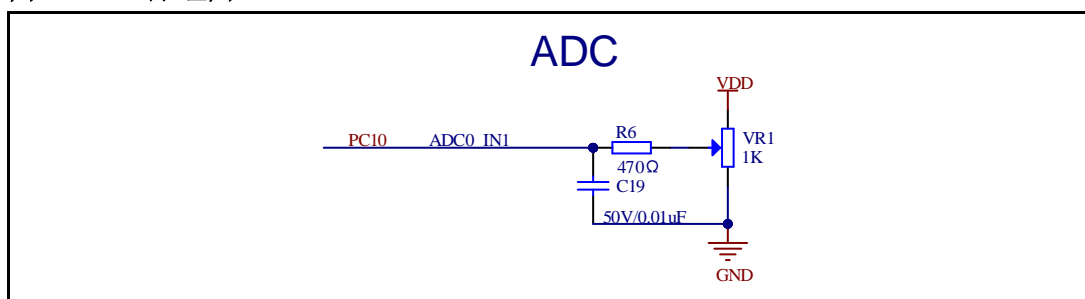 ADC
VDD
PC10 ADC0_IN1 R6 VR1
1K
470Ω
C19
50V/0.01uF
GND